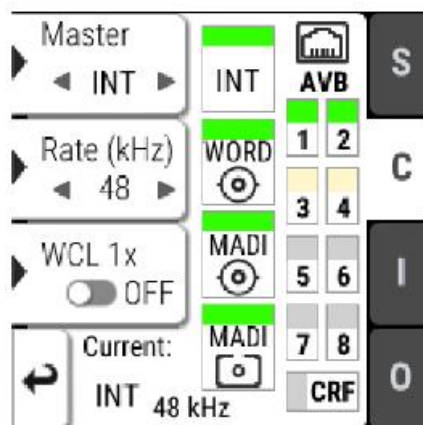 Master
INT
Rate (kHz)
48
WCL 1x
OFF
Current:
INT 48 kHz
INT
WORD
MADI
MADI
AVB
1 2
3 4
5 6
7 8
CRF
S
C
I
O